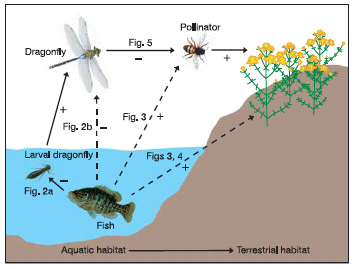 Pollinator
Fig. 5
Dragonfly
−
+
+
Fig. 3
+
Fig. 2b
−
Larval dragonfly
Figs 3, 4
+
−
Fig. 2a
Fish
Aquatic habitat
Terrestrial habitat